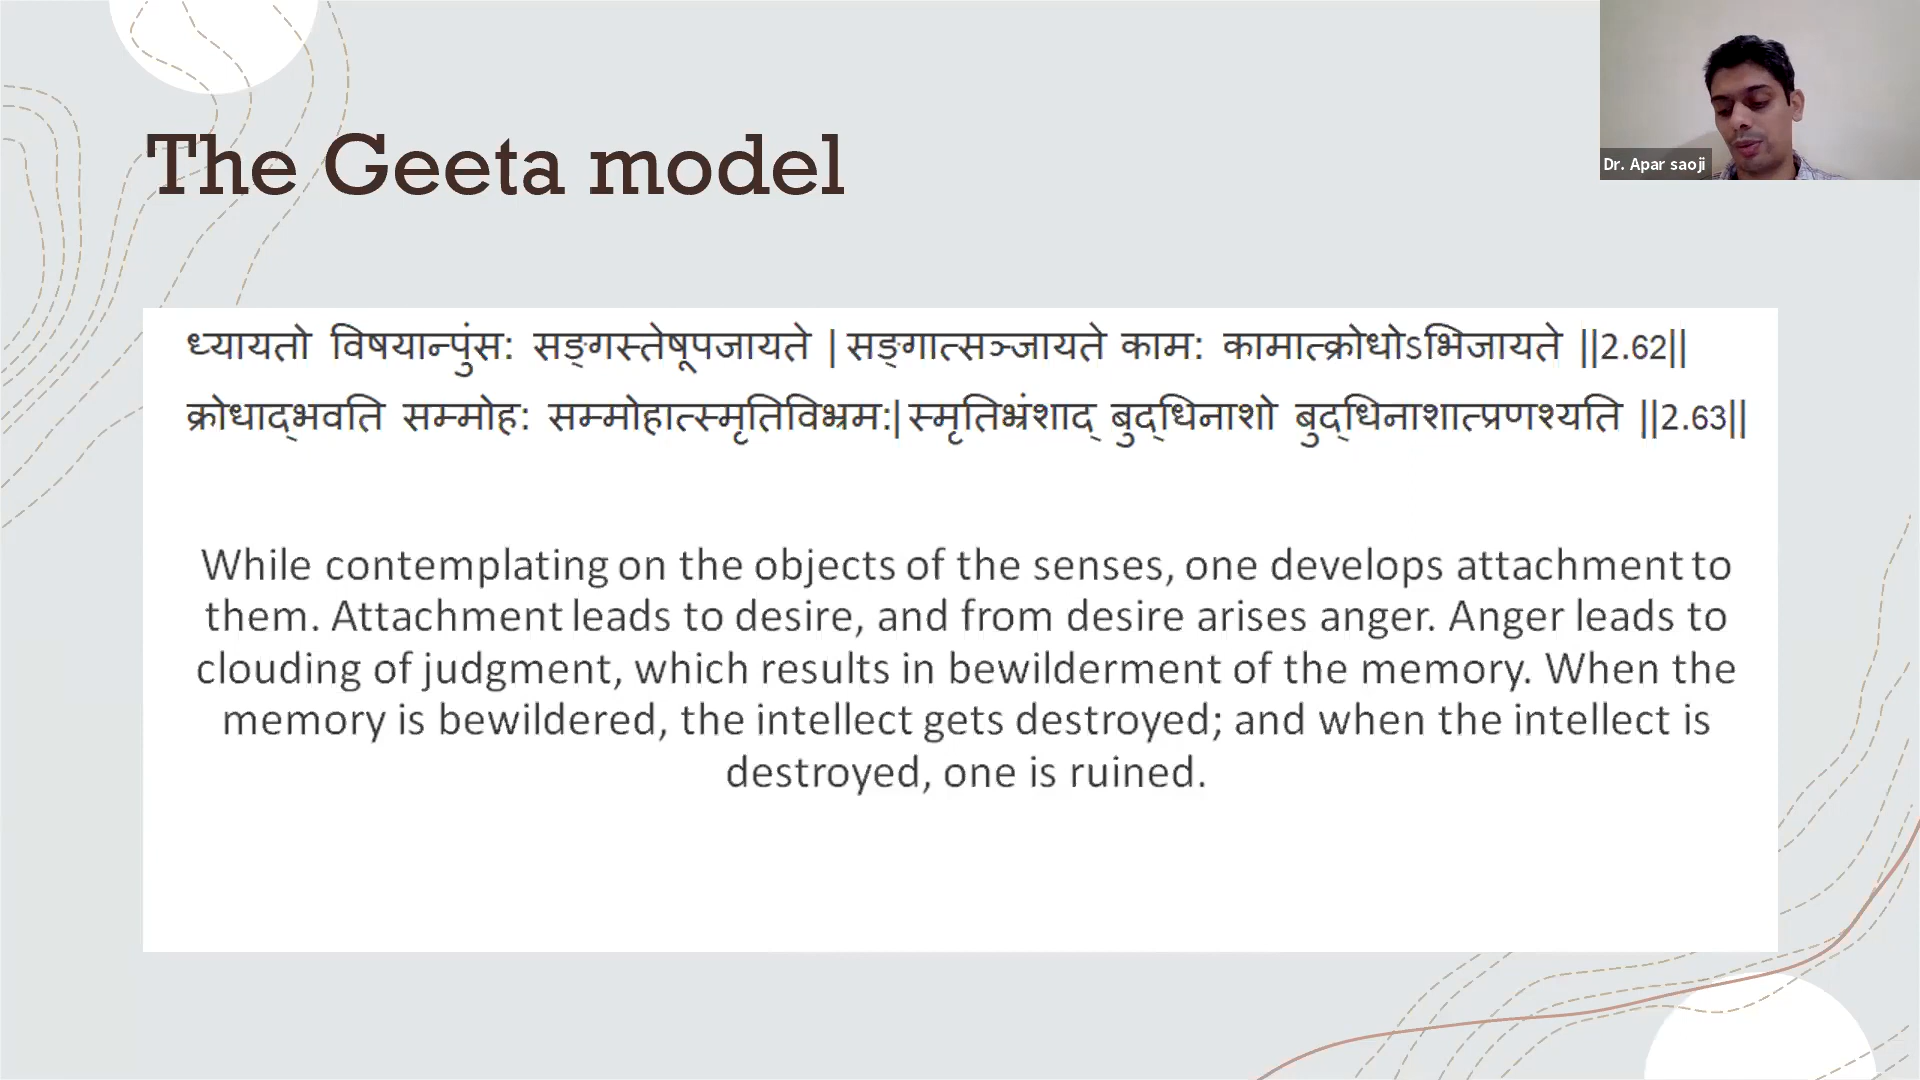 The Geeta model
Dr. Apar saoji
ध्यायतो विषयान्पुंस: सङ्गस्तेषूपजायते | सङ्गात्सञ्जायते काम: कामात्क्रोधोऽभिजायते ||2.62||
क्रोधाद्भवति सम्मोह: सम्मोहात्स्मृतिविभ्रम:| स्मृतिभ्रंशाद् बुद्धिनाशो बुद्धिनाशात्प्रणश्यति ||2.63||
While contemplating on the objects of the senses, one develops attachment to
them. Attachment leads to desire, and from desire arises anger. Anger leads to
clouding of judgment, which results in bewilderment of the memory. When the
memory is bewildered, the intellect gets destroyed; and when the intellect is
destroyed, one is ruined.